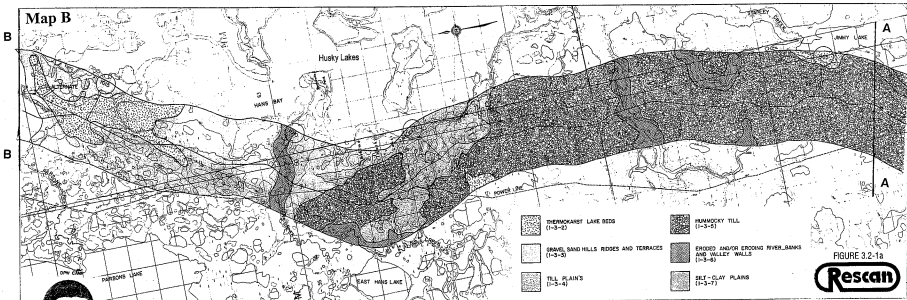 Map B
B
B
A
A
Husky Lakes
HANS BAY
ALTERNATE
JIMMY LAKE
POWER LINE
PARSONS LAKE
EAST HANS LAKE
THERMOKARST LAKE BEDS
(1-3-2)
GRAVEL, SAND HILLS RIDGES AND TERRACES
(1-3-3)
TILL PLAIN'S
(1-3-4)
HUMMOCKY TILL
(1-3-5)
ERODED AND/OR ERODING RIVER BANKS
AND VALLEY WALLS
(1-3-6)
SILT-CLAY PLAINS
(1-3-7)
FIGURE 3.2-1a
Rescan